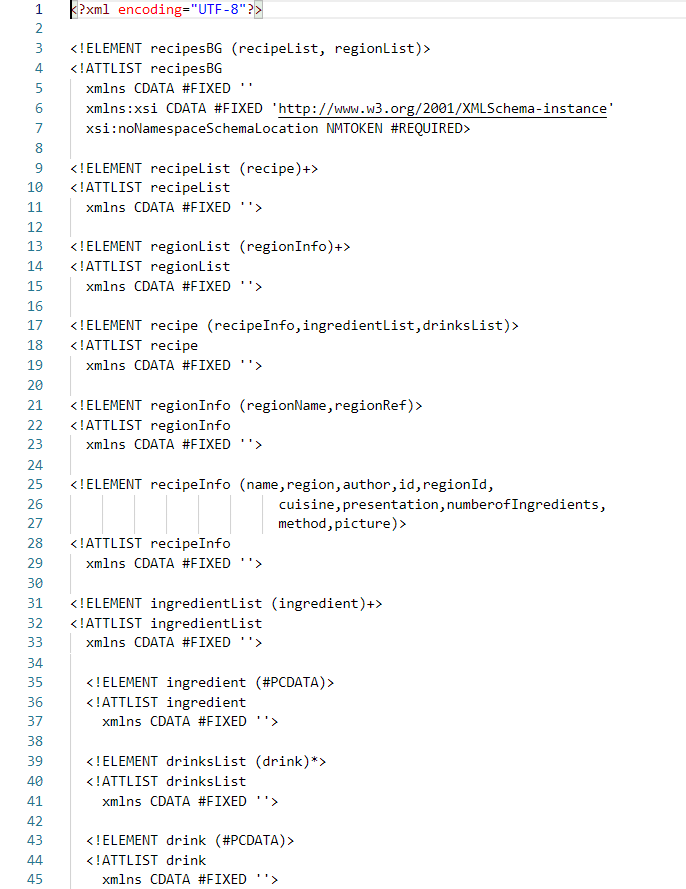 1 <?xml encoding="UTF-8"?>
2
3 <!ELEMENT recipesBG (recipeList, regionList)>
4 <!ATTLIST recipesBG
5 xmlns CDATA #FIXED ''
6 xmlns:xsi CDATA #FIXED 'http://www.w3.org/2001/XMLSchema-instance'
7 xsi:noNamespaceSchemaLocation NMTOKEN #REQUIRED>
8
9 <!ELEMENT recipeList (recipe)+>
10 <!ATTLIST recipeList
11 xmlns CDATA #FIXED ''>
12
13 <!ELEMENT regionList (regionInfo)+>
14 <!ATTLIST regionList
15 xmlns CDATA #FIXED ''>
16
17 <!ELEMENT recipe (recipeInfo,ingredientList,drinksList)>
18 <!ATTLIST recipe
19 xmlns CDATA #FIXED ''>
20
21 <!ELEMENT regionInfo (regionName,regionRef)>
22 <!ATTLIST regionInfo
23 xmlns CDATA #FIXED ''>
24
25 <!ELEMENT recipeInfo (name,region,author,id,regionId,
26 cuisine,presentation,numberofIngredients,
27 method,picture)>
28 <!ATTLIST recipeInfo
29 xmlns CDATA #FIXED ''>
30
31 <!ELEMENT ingredientList (ingredient)+>
32 <!ATTLIST ingredientList
33 xmlns CDATA #FIXED ''>
34
35 <!ELEMENT ingredient (#PCDATA)>
36 <!ATTLIST ingredient
37 xmlns CDATA #FIXED ''>
38
39 <!ELEMENT drinksList (drink)*>
40 <!ATTLIST drinksList
41 xmlns CDATA #FIXED ''>
42
43 <!ELEMENT drink (#PCDATA)>
44 <!ATTLIST drink
45 xmlns CDATA #FIXED ''>